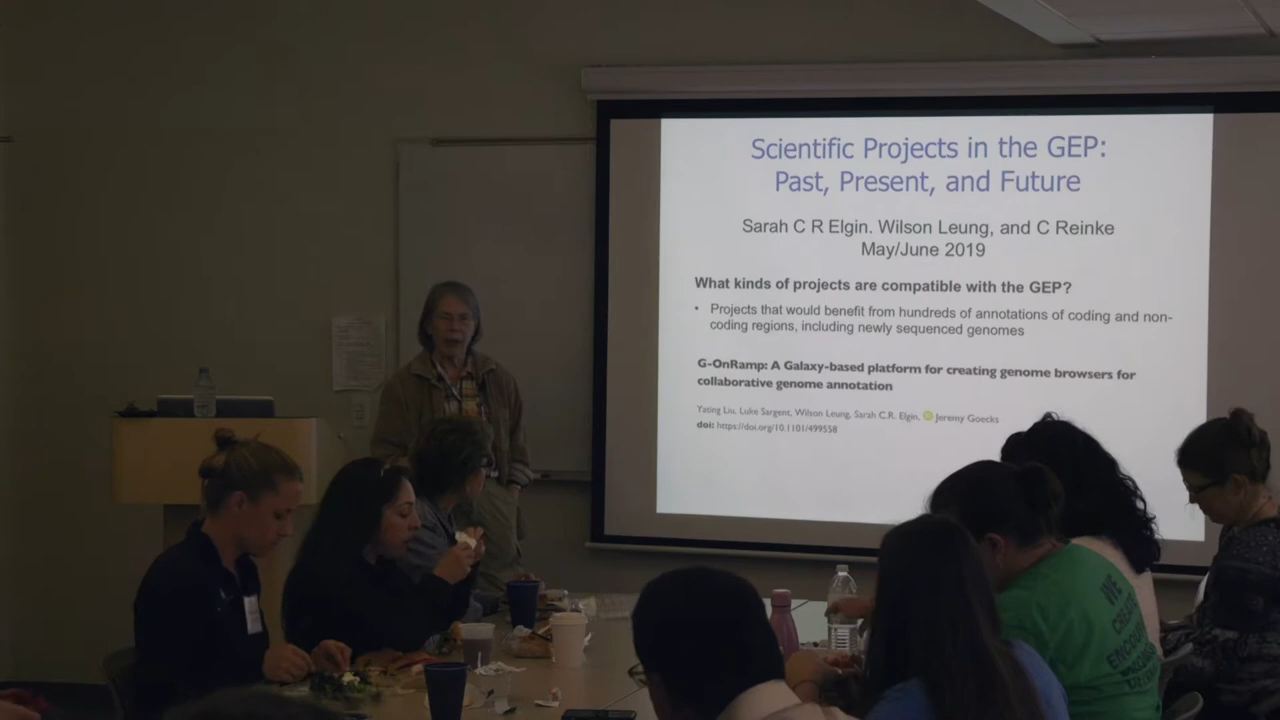 Scientific Projects in the GEP:
Past, Present, and Future
Sarah C R Elgin. Wilson Leung, and C Reinke
May/June 2019
What kinds of projects are compatible with the GEP?
• Projects that would benefit from hundreds of annotations of coding and non-
coding regions, including newly sequenced genomes
G-OnRamp: A Galaxy-based platform for creating genome browsers for
collaborative genome annotation
Yating Liu, Luke Sargent, Wilson Leung, Sarah C.R. Elgin, iD Jeremy Goecks
doi: https://doi.org/10.1101/499558
WE
CREATE